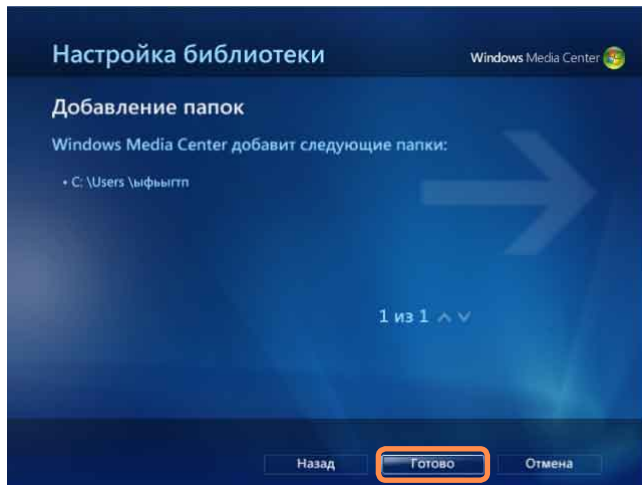 Настройка библиотеки
Windows Media Center
Добавление папок
Windows Media Center добавит следующие папки:
• C: \Users \ыфьыгтп
1 из 1
Назад Готово Отмена